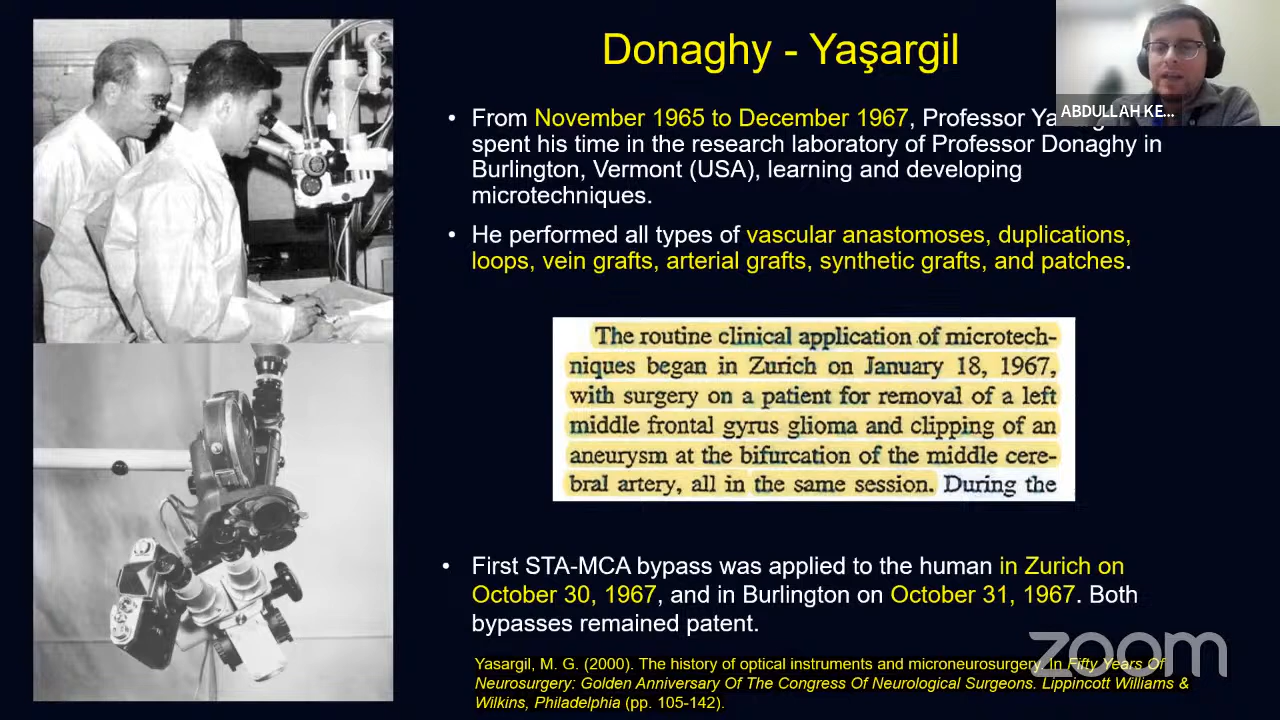 Donaghy - Yaşargil
ABDULLAH KE...
• From November 1965 to December 1967, Professor
spent his time in the research laboratory of Professor Donaghy in
Burlington, Vermont (USA), learning and developing
microtechniques.
• He performed all types of vascular anastomoses, duplications,
loops, vein grafts, arterial grafts, synthetic grafts, and patches.
The routine clinical application of microtech-
niques began in Zurich on January 18, 1967,
with surgery on a patient for removal of a left
middle frontal gyrus glioma and clipping of an
aneurysm at the bifurcation of the middle cere-
bral artery, all in the same session. During the
• First STA-MCA bypass was applied to the human in Zurich on
October 30, 1967, and in Burlington on October 31, 1967. Both
bypasses remained patent.
zoom
Yasargil, M. G. (2000). The history of optical instruments and microneurosurgery. In Fifty Years Of
Neurosurgery: Golden Anniversary Of The Congress Of Neurological Surgeons. Lippincott Williams &
Wilkins, Philadelphia (pp. 105-142).